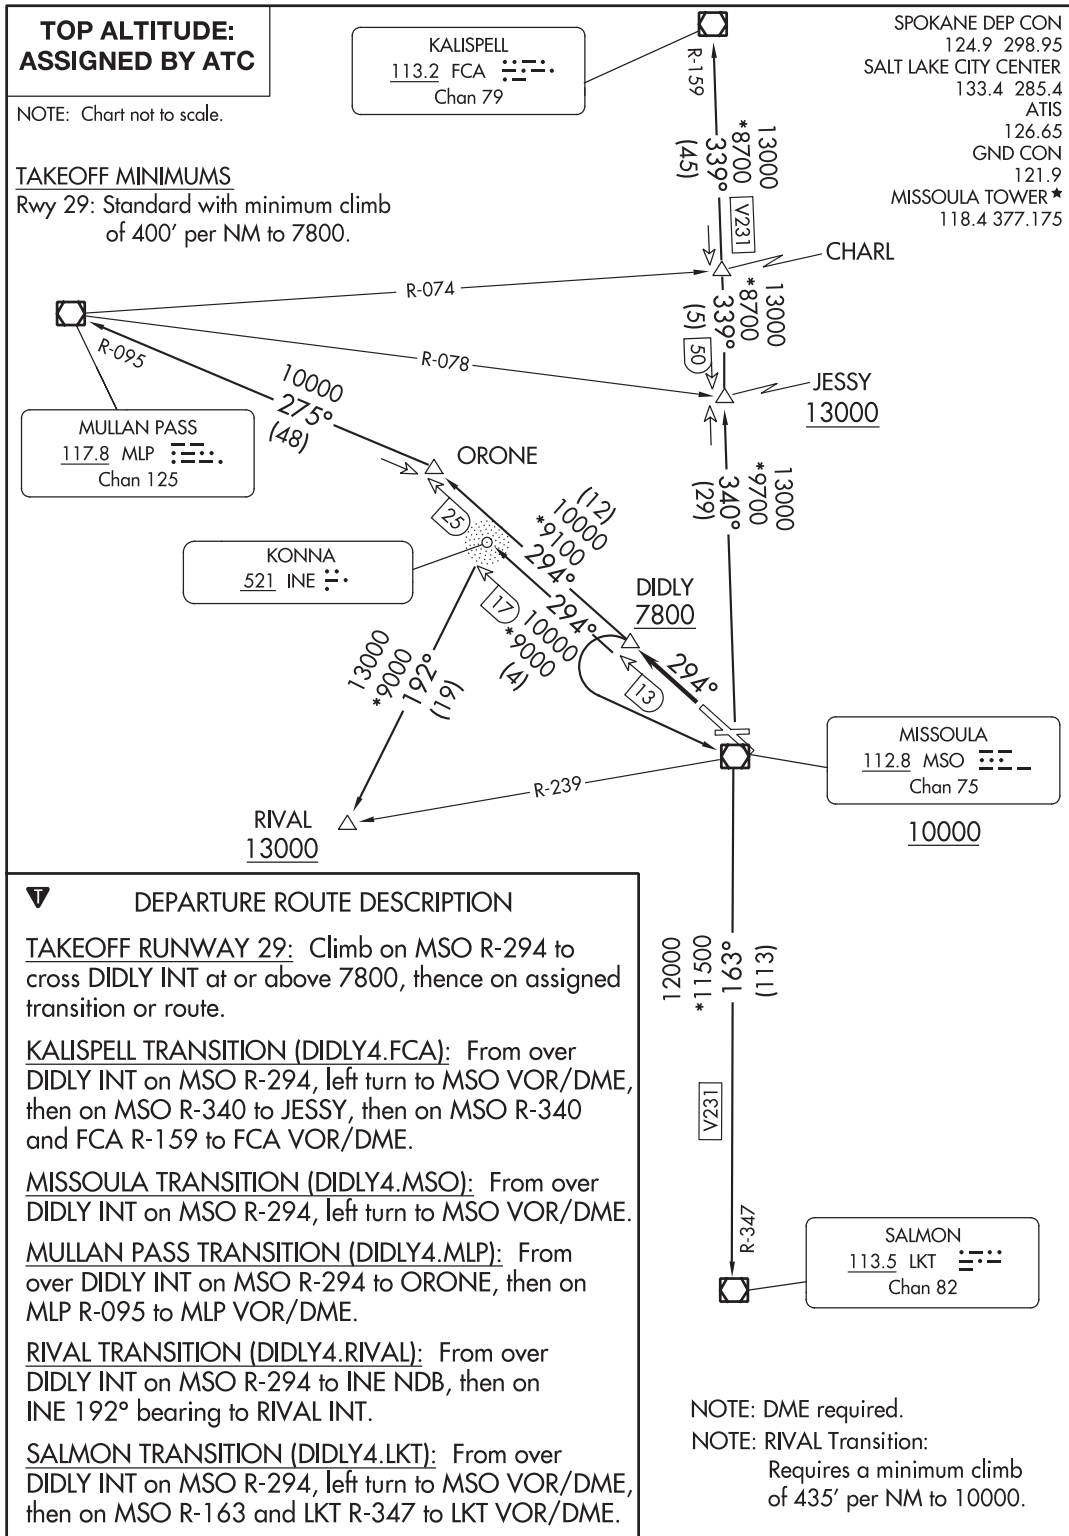 TOP ALTITUDE:
ASSIGNED BY ATC
NOTE: Chart not to scale.
TAKEOFF MINIMUMS
Rwy 29: Standard with minimum climb
of 400' per NM to 7800.
KALISPELL
113.2 FCA
Chan 79
SPOKANE DEP CON
124.9 298.95
SALT LAKE CITY CENTER
133.4 285.4
ATIS
126.65
GND CON
121.9
MISSOULA TOWER★
118.4 377.175
R-159
13000
*8700
339°
(45)
V231
CHARL
R-074
13000
*8700
339°
(5)
50
R-078
JESSY
13000
R-095
MULLAN PASS
117.8 MLP
Chan 125
10000
275°
(48)
ORONE
25
13000
*9700
340°
(29)
(12)
10000
*9100
294°
KONNA
521 INE
DIDLY
7800
17
294°
10000
*9000
(4)
13
294°
13000
*9000
192°
(19)
MISSOULA
112.8 MSO
Chan 75
10000
R-239
RIVAL
13000
12000
*11500
163°
(113)
V231
R-347
SALMON
113.5 LKT
Chan 82
T
DEPARTURE ROUTE DESCRIPTION
TAKEOFF RUNWAY 29: Climb on MSO R-294 to
cross DIDLY INT at or above 7800, thence on assigned
transition or route.
KALISPELL TRANSITION (DIDLY4.FCA): From over
DIDLY INT on MSO R-294, left turn to MSO VOR/DME,
then on MSO R-340 to JESSY, then on MSO R-340
and FCA R-159 to FCA VOR/DME.
MISSOULA TRANSITION (DIDLY4.MSO): From over
DIDLY INT on MSO R-294, left turn to MSO VOR/DME.
MULLAN PASS TRANSITION (DIDLY4.MLP): From
over DIDLY INT on MSO R-294 to ORONE, then on
MLP R-095 to MLP VOR/DME.
RIVAL TRANSITION (DIDLY4.RIVAL): From over
DIDLY INT on MSO R-294 to INE NDB, then on
INE 192° bearing to RIVAL INT.
SALMON TRANSITION (DIDLY4.LKT): From over
DIDLY INT on MSO R-294, left turn to MSO VOR/DME,
then on MSO R-163 and LKT R-347 to LKT VOR/DME.
NOTE: DME required.
NOTE: RIVAL Transition:
Requires a minimum climb
of 435' per NM to 10000.